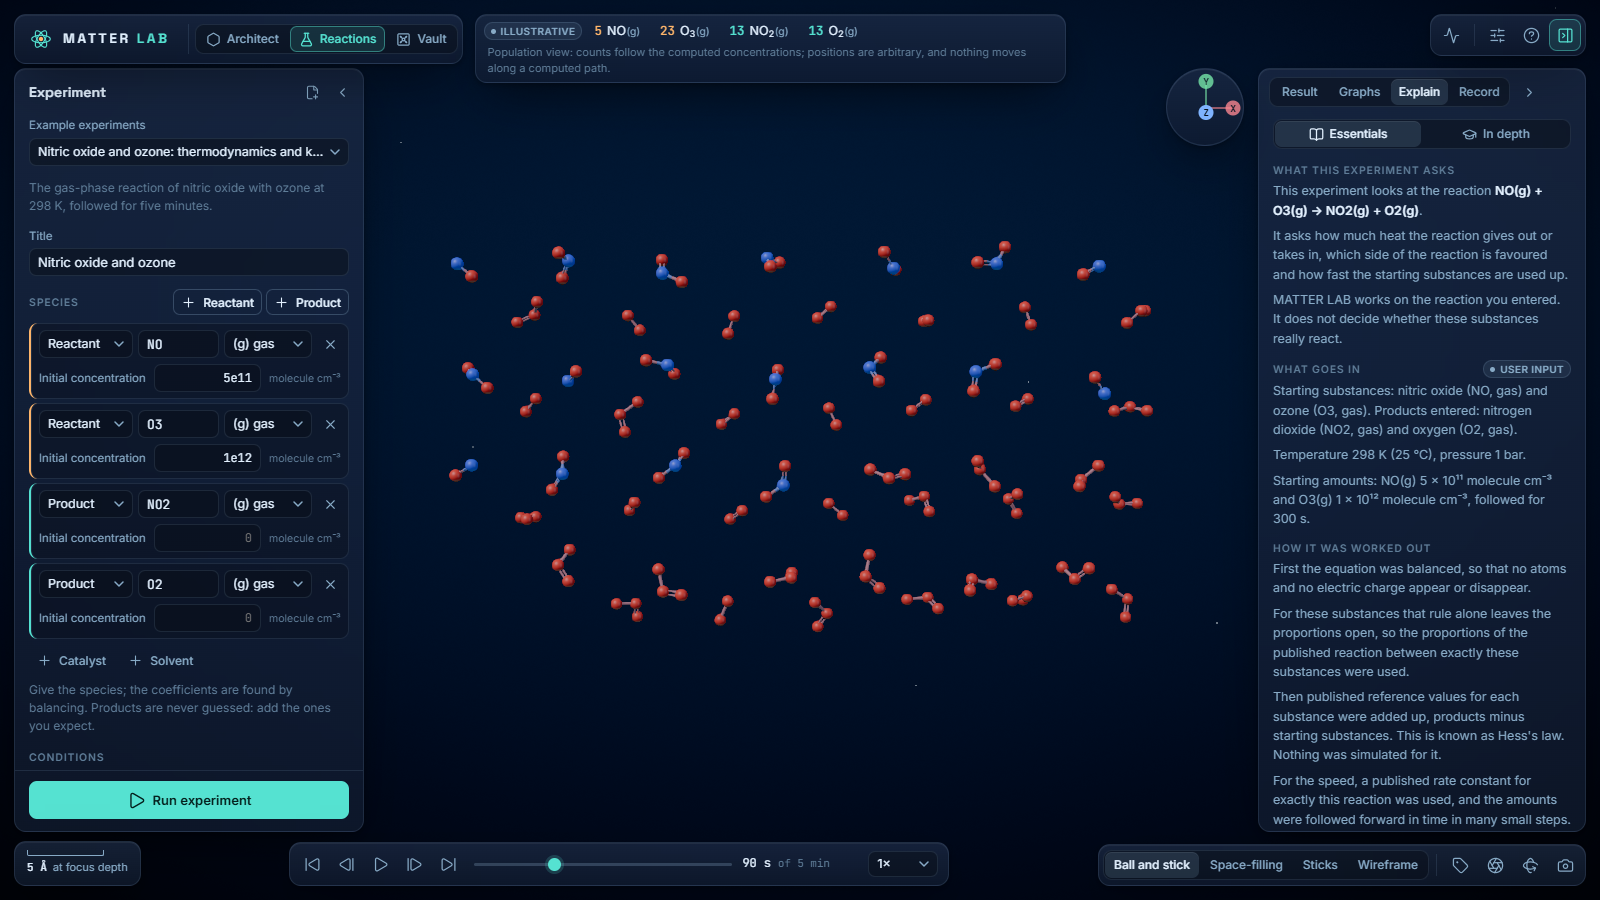 MATTER LAB
Architect
Reactions
Vault
ILLUSTRATIVE 5 NO(g) 23 O₃(g) 13 NO₂(g) 13 O₂(g)
Population view: counts follow the computed concentrations; positions are arbitrary, and nothing moves
along a computed path.
Experiment
Example experiments
Nitric oxide and ozone: thermodynamics and k...
The gas-phase reaction of nitric oxide with ozone at
298 K, followed for five minutes.
Title
Nitric oxide and ozone
SPECIES + Reactant + Product
Reactant NO (g) gas
Initial concentration 5e11 molecule cm⁻³
Reactant O3 (g) gas
Initial concentration 1e12 molecule cm⁻³
Product NO2 (g) gas
Initial concentration 0 molecule cm⁻³
Product O2 (g) gas
Initial concentration 0 molecule cm⁻³
+ Catalyst + Solvent
Give the species; the coefficients are found by
balancing. Products are never guessed: add the ones
you expect.
CONDITIONS
Run experiment
5 Å at focus depth
90 s of 5 min
1×
Y
X
Z
Result Graphs Explain Record
Essentials In depth
WHAT THIS EXPERIMENT ASKS
This experiment looks at the reaction NO(g) +
O3(g) → NO2(g) + O2(g).
It asks how much heat the reaction gives out or
takes in, which side of the reaction is favoured
and how fast the starting substances are used up.
MATTER LAB works on the reaction you entered.
It does not decide whether these substances
really react.
WHAT GOES IN USER INPUT
Starting substances: nitric oxide (NO, gas) and
ozone (O3, gas). Products entered: nitrogen
dioxide (NO2, gas) and oxygen (O2, gas).
Temperature 298 K (25 °C), pressure 1 bar.
Starting amounts: NO(g) 5 × 10¹¹ molecule cm⁻³
and O3(g) 1 × 10¹² molecule cm⁻³, followed for
300 s.
HOW IT WAS WORKED OUT
First the equation was balanced, so that no atoms
and no electric charge appear or disappear.
For these substances that rule alone leaves the
proportions open, so the proportions of the
published reaction between exactly these
substances were used.
Then published reference values for each
substance were added up, products minus
starting substances. This is known as Hess's law.
Nothing was simulated for it.
For the speed, a published rate constant for
exactly this reaction was used, and the amounts
were followed forward in time in many small steps.
Ball and stick Space-filling Sticks Wireframe